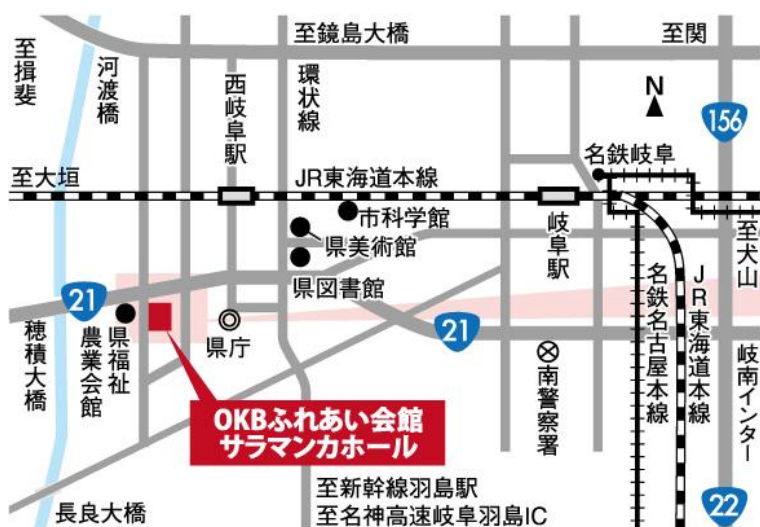 至鏡島大橋
至関
至揖斐
河渡橋
西岐阜駅
環状線
N
156
名鉄岐阜
至大垣
JR東海道本線
市科学館
県美術館
県図書館
岐阜駅
至犬山
21
穂積大橋
県福祉
農業会館
県庁
21
名鉄名古屋本線
JR東海道本線
南警察署
岐南インター
OKBふれあい会館
サラマンカホール
長良大橋
至新幹線羽島駅
至名神高速岐阜羽島IC
22